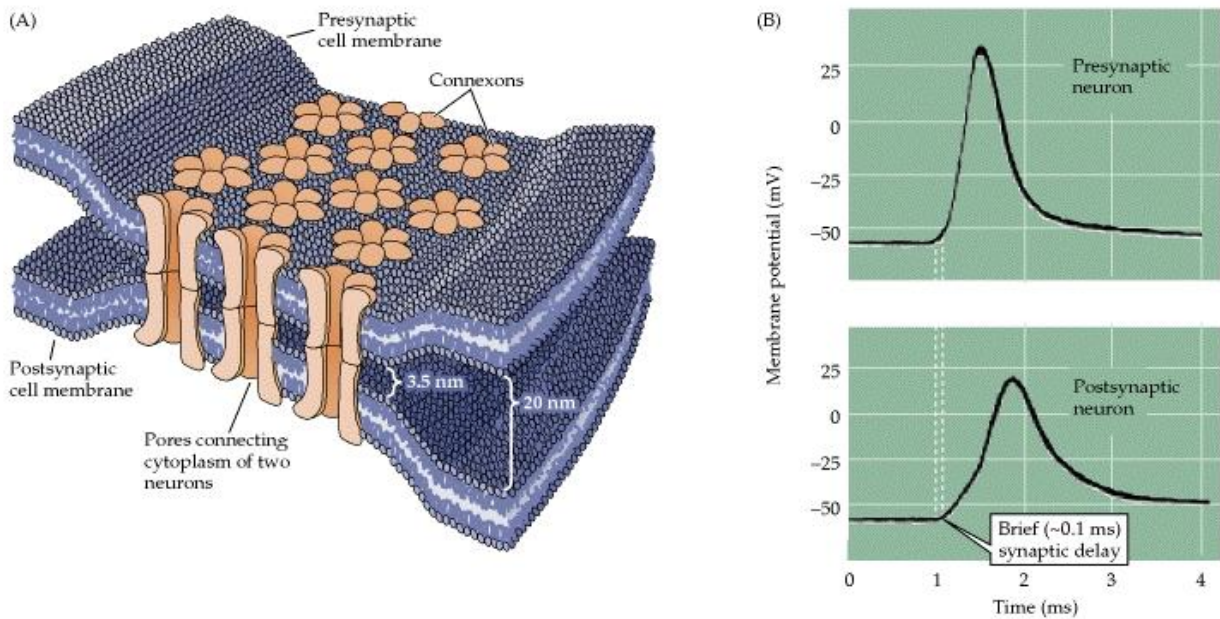 (A)
Presynaptic
cell membrane
Connexons
Postsynaptic
cell membrane
3.5 nm
20 nm
Pores connecting
cytoplasm of two
neurons
(B)
Membrane potential (mV)
25
0
−25
−50
Presynaptic
neuron
25
0
−25
−50
Postsynaptic
neuron
Brief (~0.1 ms)
synaptic delay
0
1
2
3
4
Time (ms)